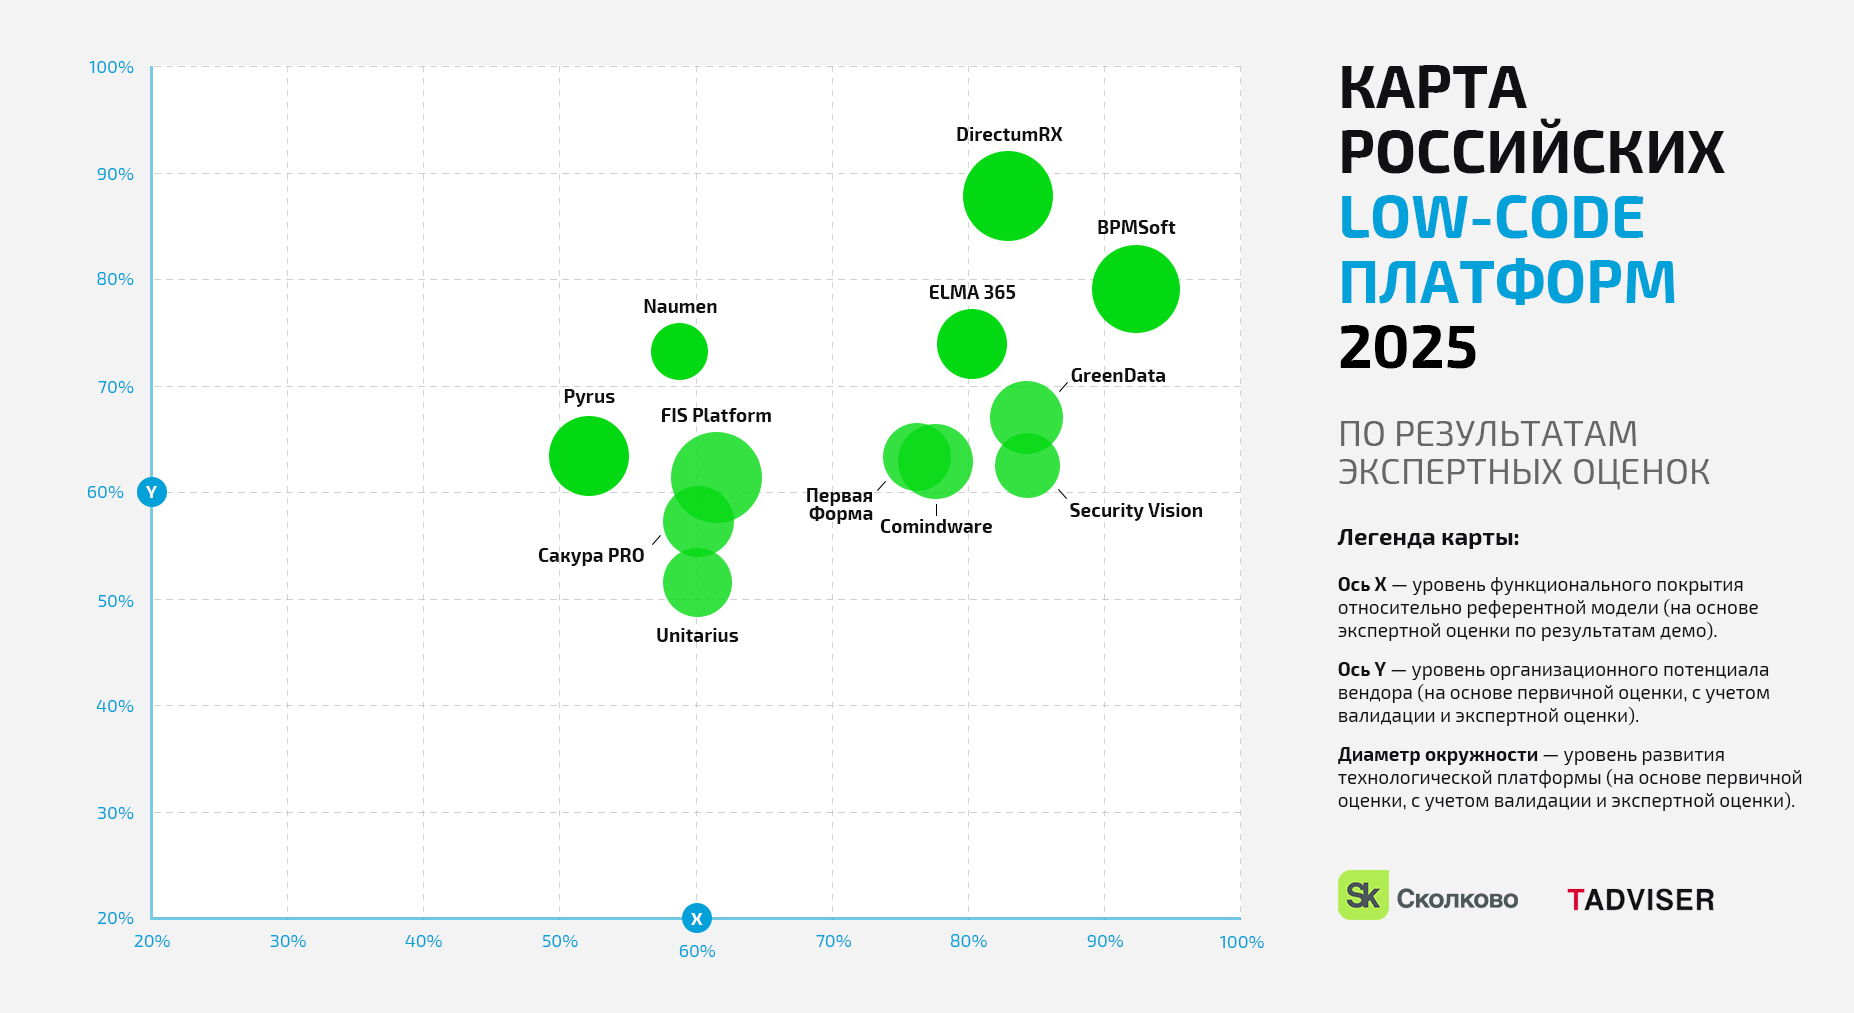 100%
90%
80%
70%
60%
50%
40%
30%
20%
Y
DirectumRX
BPMSoft
ELMA 365
Naumen
GreenData
Pyrus
FIS Platform
Первая
Форма
Comindware
Security Vision
Сакура PRO
Unitarius
X
20%
30%
40%
50%
60%
70%
80%
90%
100%
КАРТА
РОССИЙСКИХ
LOW-CODE
ПЛАТФОРМ
2025
ПО РЕЗУЛЬТАТАМ
ЭКСПЕРТНЫХ ОЦЕНОК
Легенда карты:
Ось X — уровень функционального покрытия
относительно референтной модели (на основе
экспертной оценки по результатам демо).
Ось Y — уровень организационного потенциала
вендора (на основе первичной оценки, с учетом
валидации и экспертной оценки).
Диаметр окружности — уровень развития
технологической платформы (на основе первичной
оценки, с учетом валидации и экспертной оценки).
Sk Сколково
TADVISER